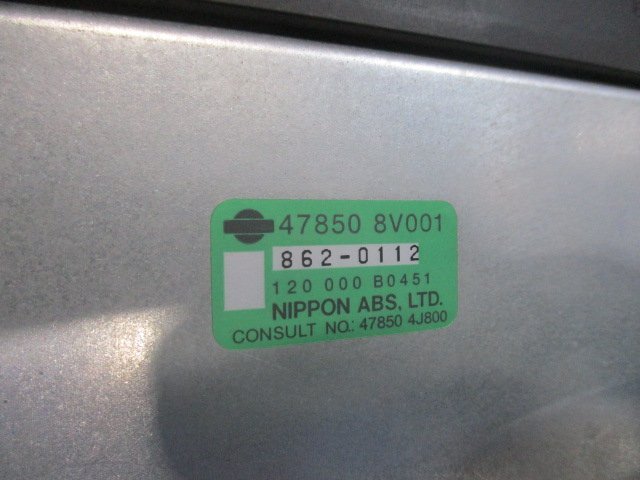 47850 8V001
862-0112
120 000 B0451
NIPPON ABS, LTD.
CONSULT NO.: 47850 4J800